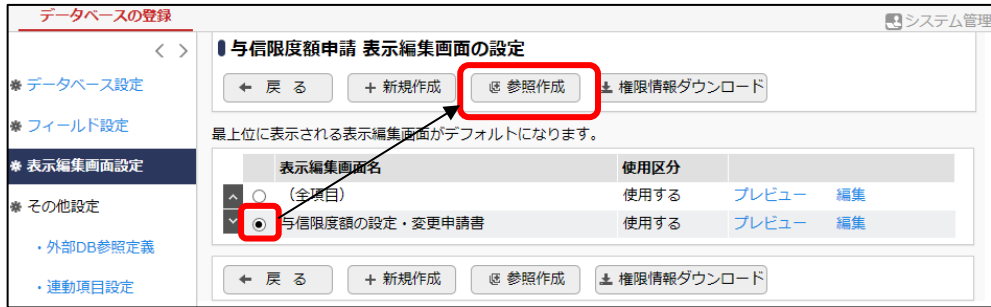 データベースの登録
システム管理
< >
与信限度額申請 表示編集画面の設定
← 戻 る
+ 新規作成
参照作成
権限情報ダウンロード
データベース設定
フィールド設定
表示編集画面設定
その他設定
・外部DB参照定義
・連動項目設定
最上位に表示される表示編集画面がデフォルトになります。
表示編集画面名 使用区分
（全項目） 使用する プレビュー 編集
与信限度額の設定・変更申請書 使用する プレビュー 編集
← 戻 る
+ 新規作成
参照作成
権限情報ダウンロード